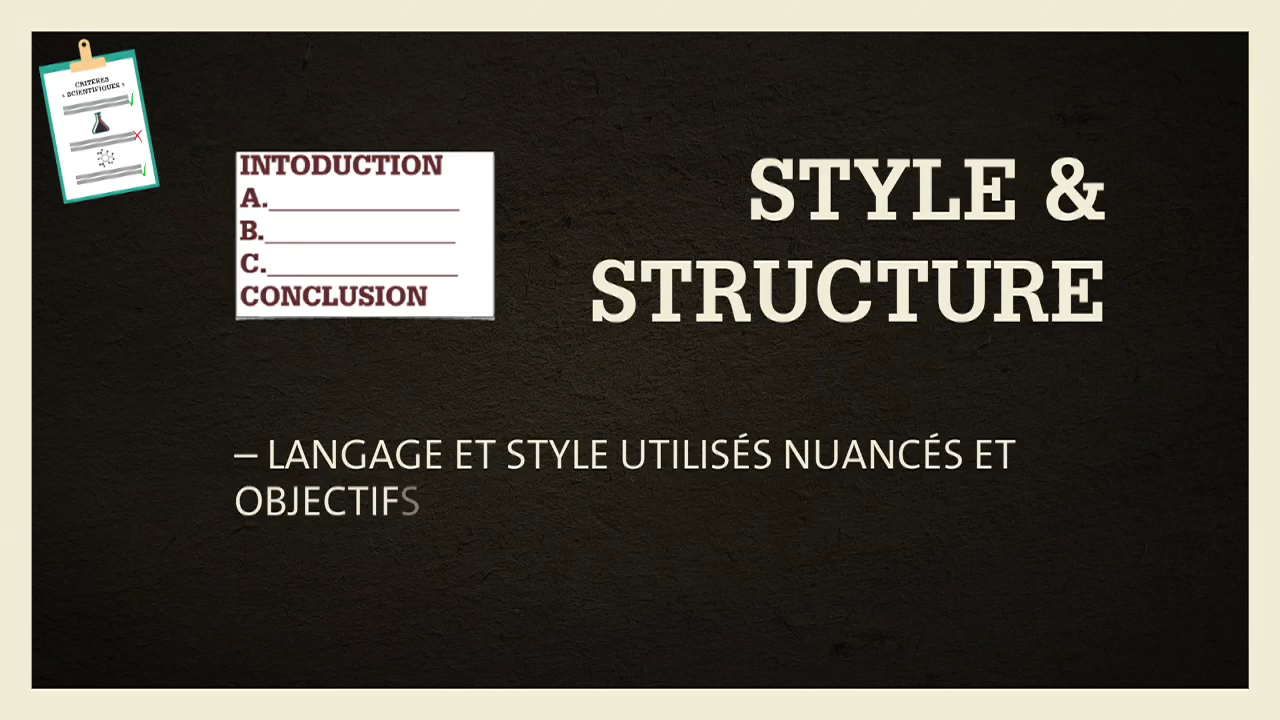 CRITERES
« SCIENTIFIQUES »
INTODUCTION
A.
B.
C.
CONCLUSION
STYLE &
STRUCTURE
– LANGAGE ET STYLE UTILISÉS NUANCÉS ET
OBJECTIFS